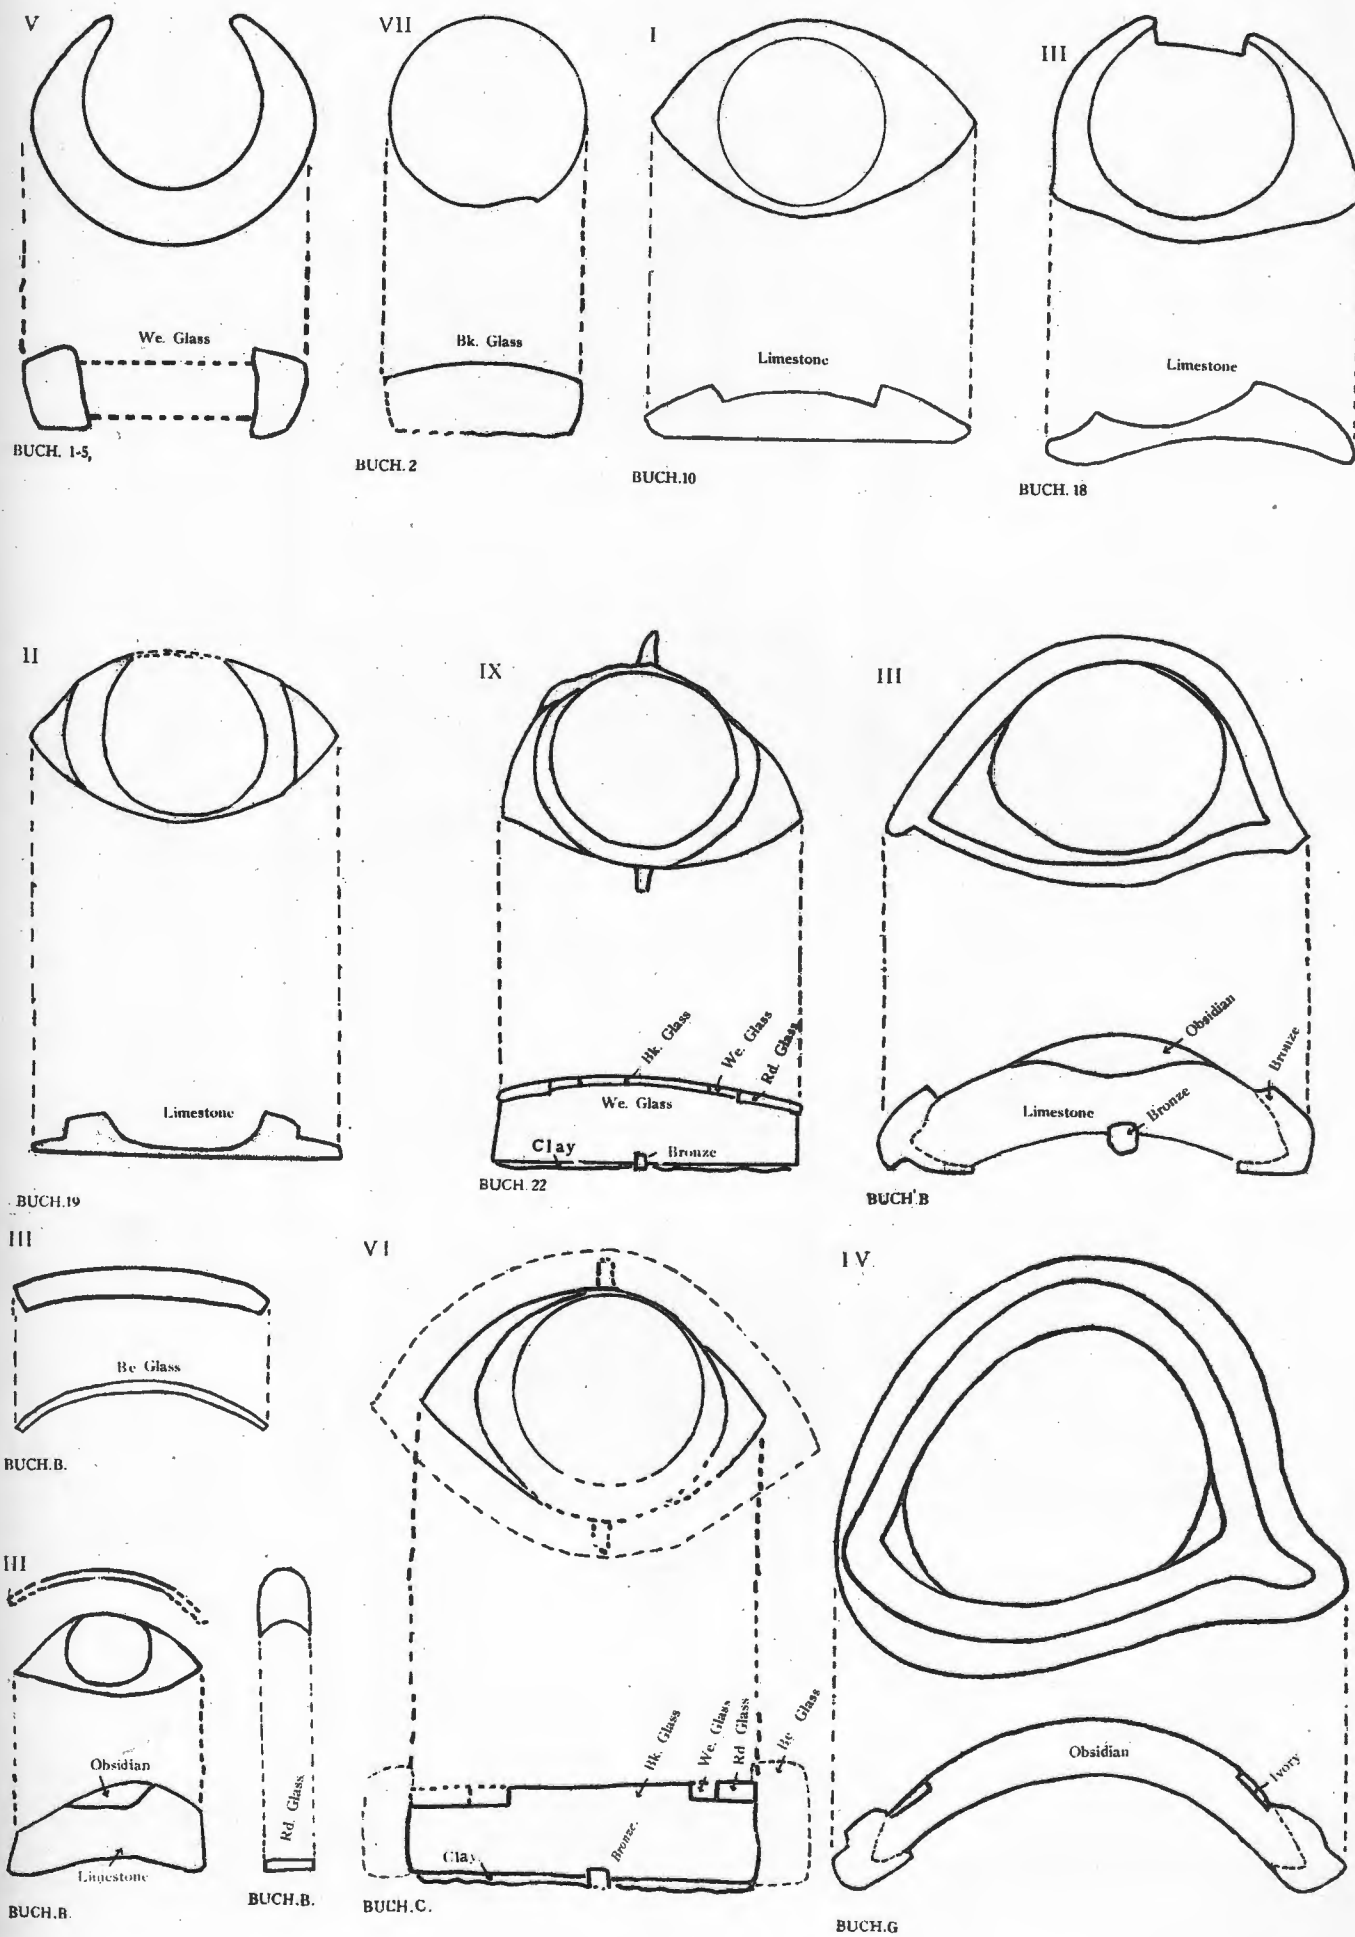 V
We. Glass
BUCH. 1-5,
VII
Bk. Glass
BUCH. 2
I
Limestone
BUCH.10
III
Limestone
BUCH. 18
II
Limestone
BUCH.19
IX
Bk. Glass
We. Glass
Rd. Glass
We. Glass
Clay
Bronze
BUCH. 22
III
Obsidian
Bronze
Limestone
Bronze
BUCH.B
III
Be Glass
BUCH.B.
III
Obsidian
Limestone
BUCH.B.
Rd. Glass
BUCH.B.
VI
Bk. Glass
We. Glass
Rd Glass
Be Glass
Bronze.
Clay
BUCH.C.
IV
Obsidian
Ivory
BUCH.G